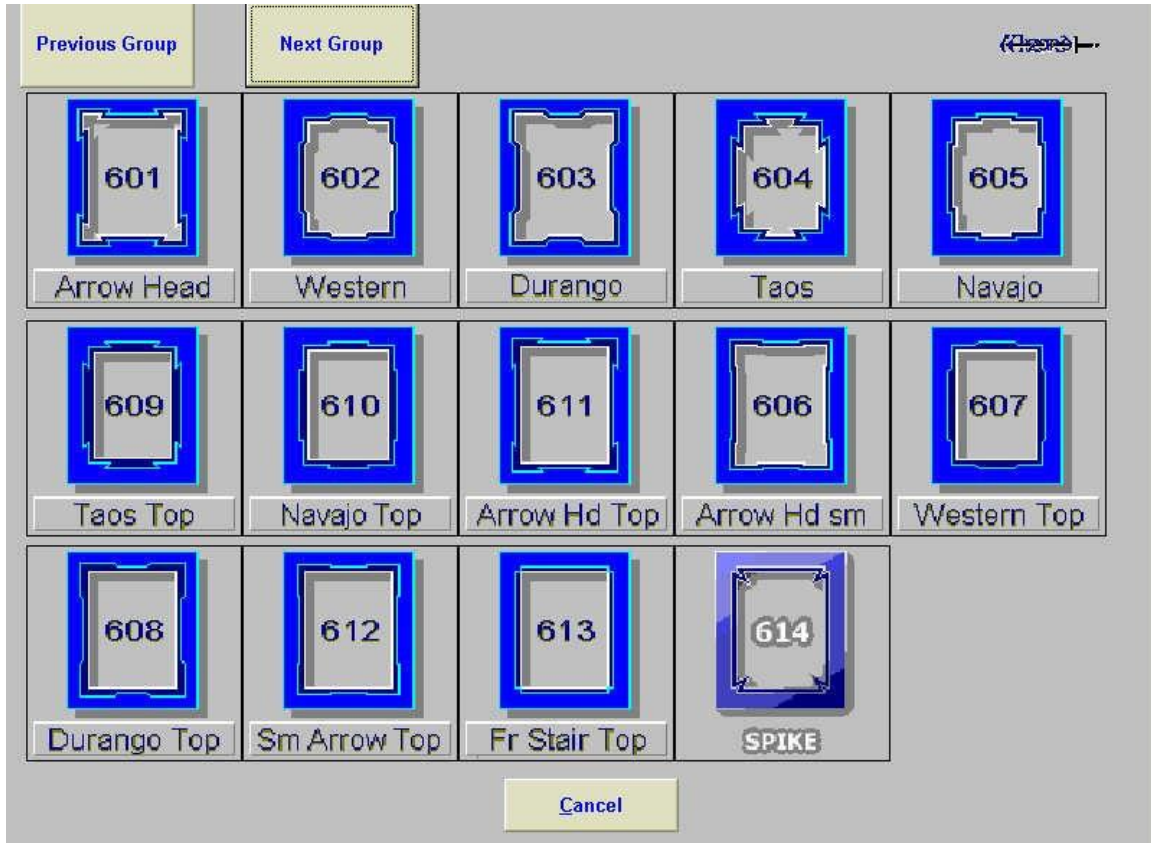 Previous Group Next Group
601 602 603 604 605
Arrow Head Western Durango Taos Navajo
609 610 611 606 607
Taos Top Navajo Top Arrow Hd Top Arrow Hd sm Western Top
608 612 613 614
Durango Top Sm Arrow Top Fr Stair Top SPIKE
Cancel